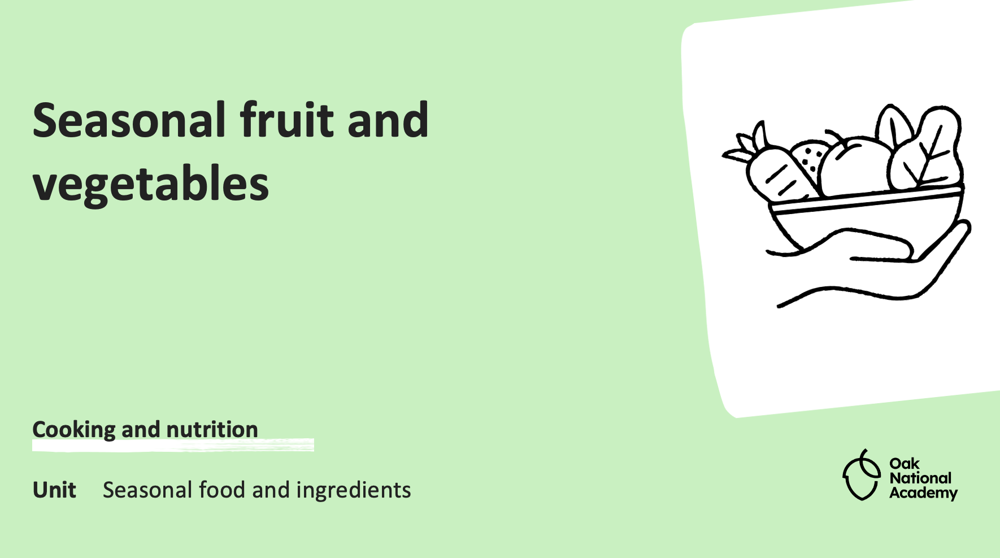 Seasonal fruit and
vegetables
Cooking and nutrition
Unit Seasonal food and ingredients
Oak
National
Academy